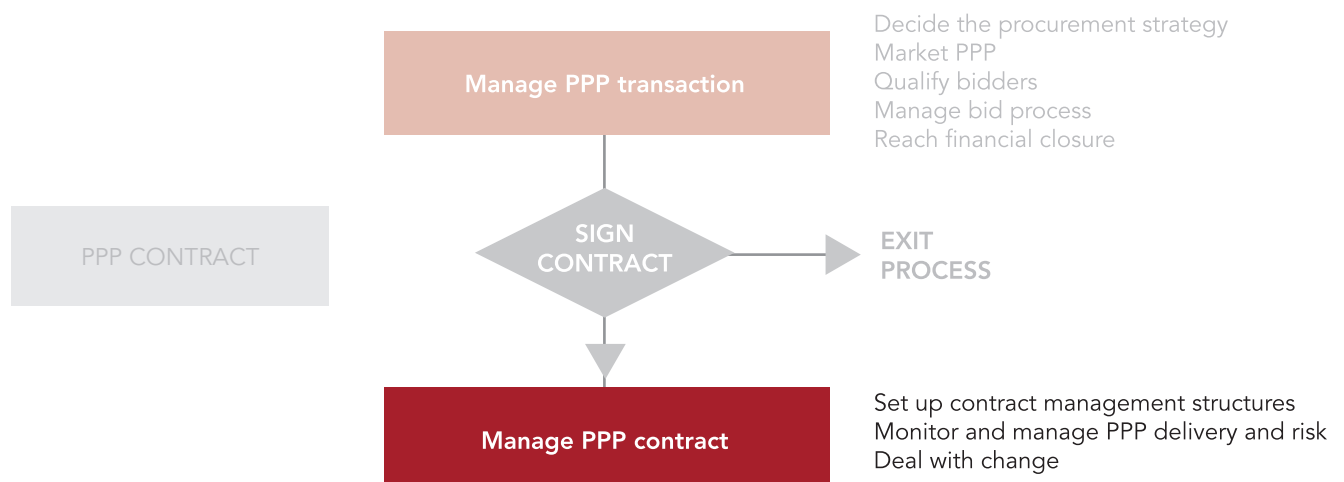 Decide the procurement strategy
Market PPP
Manage PPP transaction
Qualify bidders
Manage bid process
Reach financial closure
SIGN
CONTRACT
PPP CONTRACT
EXIT
PROCESS
Manage PPP contract
Set up contract management structures
Monitor and manage PPP delivery and risk
Deal with change